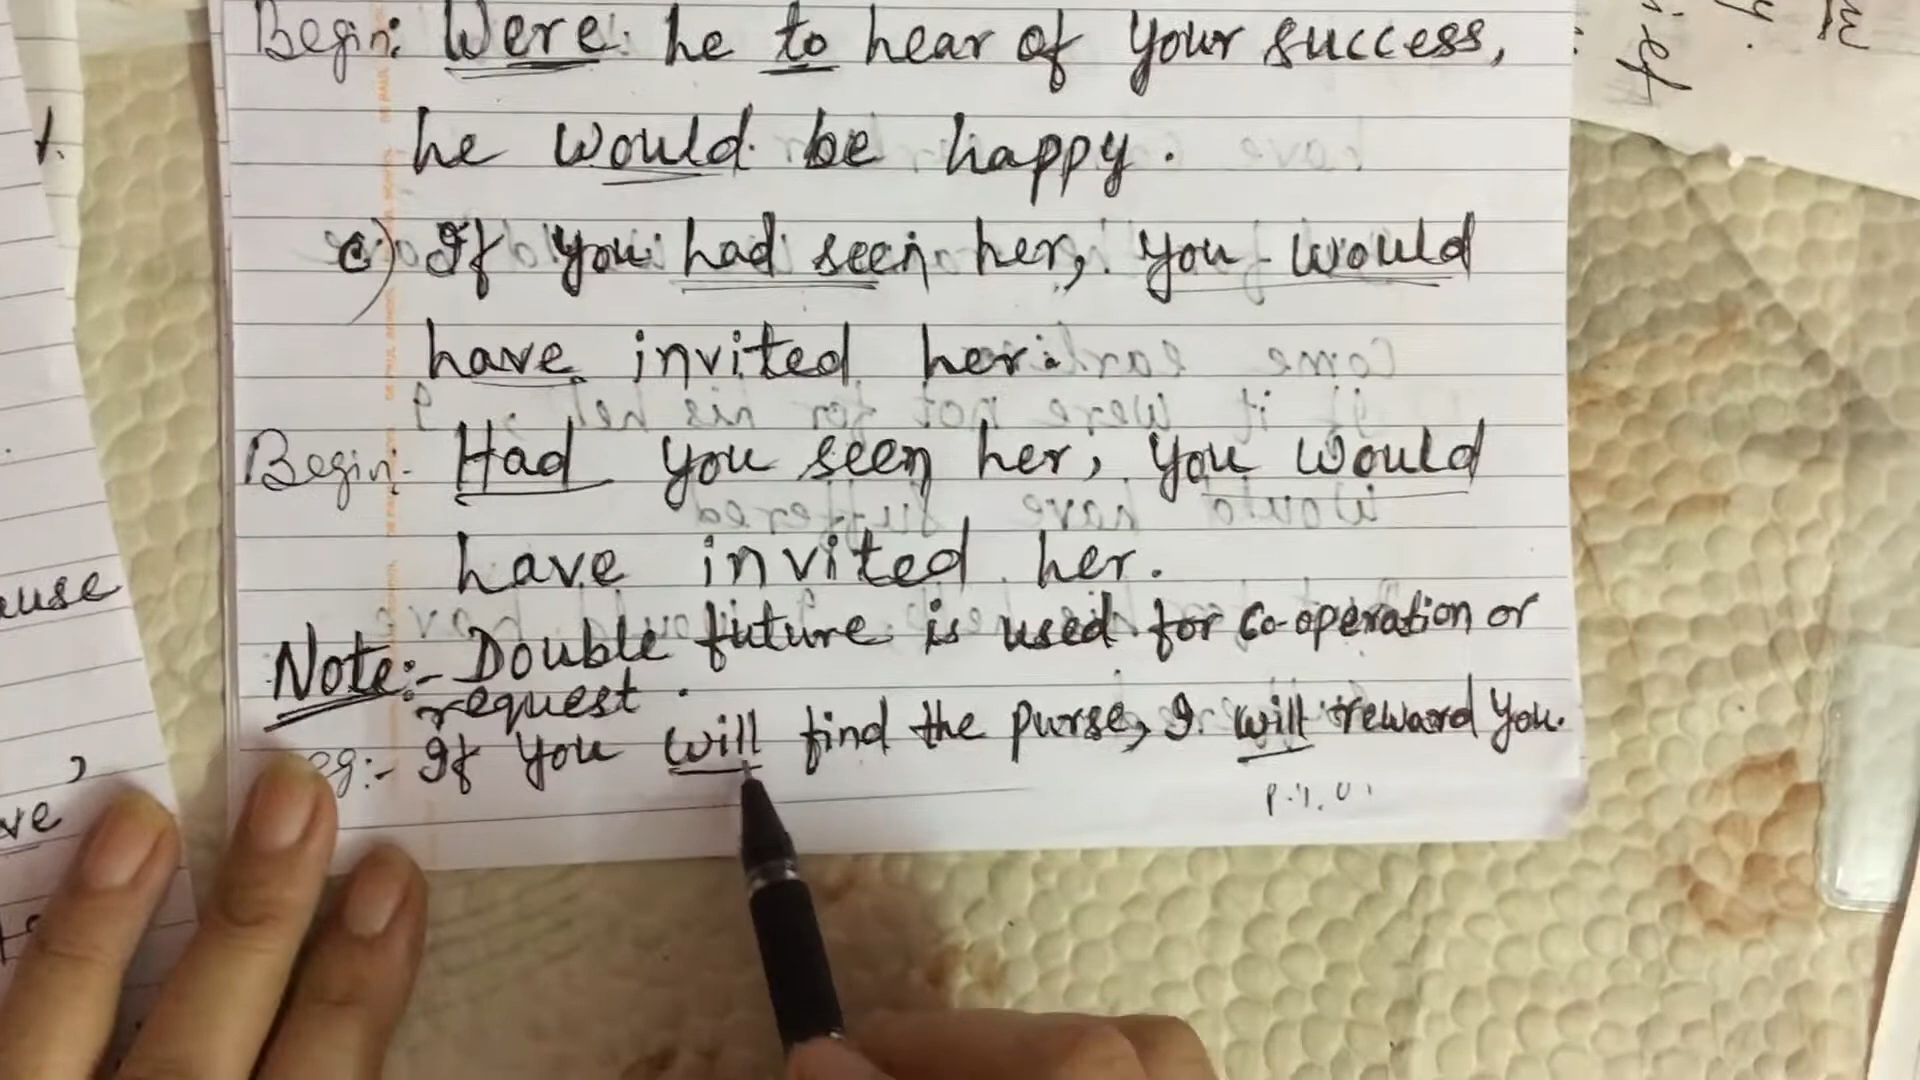 Begin: Were he to hear of your success,
he would be happy.
c) If you had seen her, you would
have invited her.
Begin:- Had you seen her, you would
have invited her.
Note:- Double future is used for co-operation or
request.
eg:- If you will find the purse, I will reward you.
P.T.O.
ause
ve